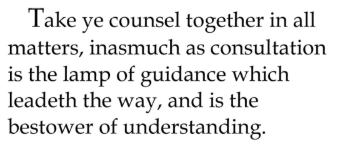 Take ye counsel together in all
matters, inasmuch as consultation
is the lamp of guidance which
leadeth the way, and is the
bestower of understanding.